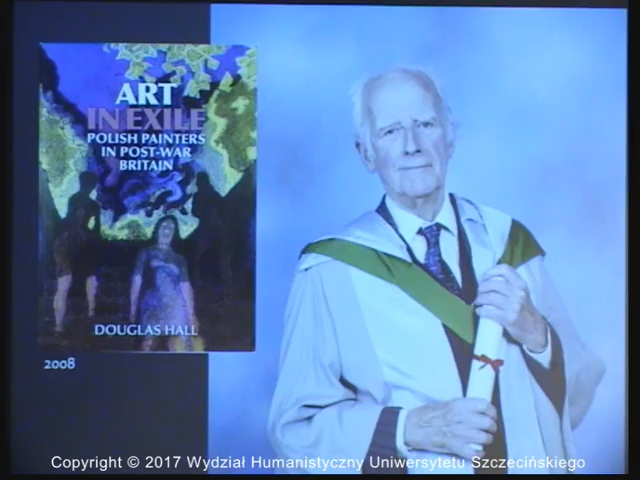 ART
IN EXILE
POLISH PAINTERS
IN POST-WAR
BRITAIN
DOUGLAS HALL
2008
Copyright © 2017 Wydział Humanistyczny Uniwersytetu Szczecińskiego